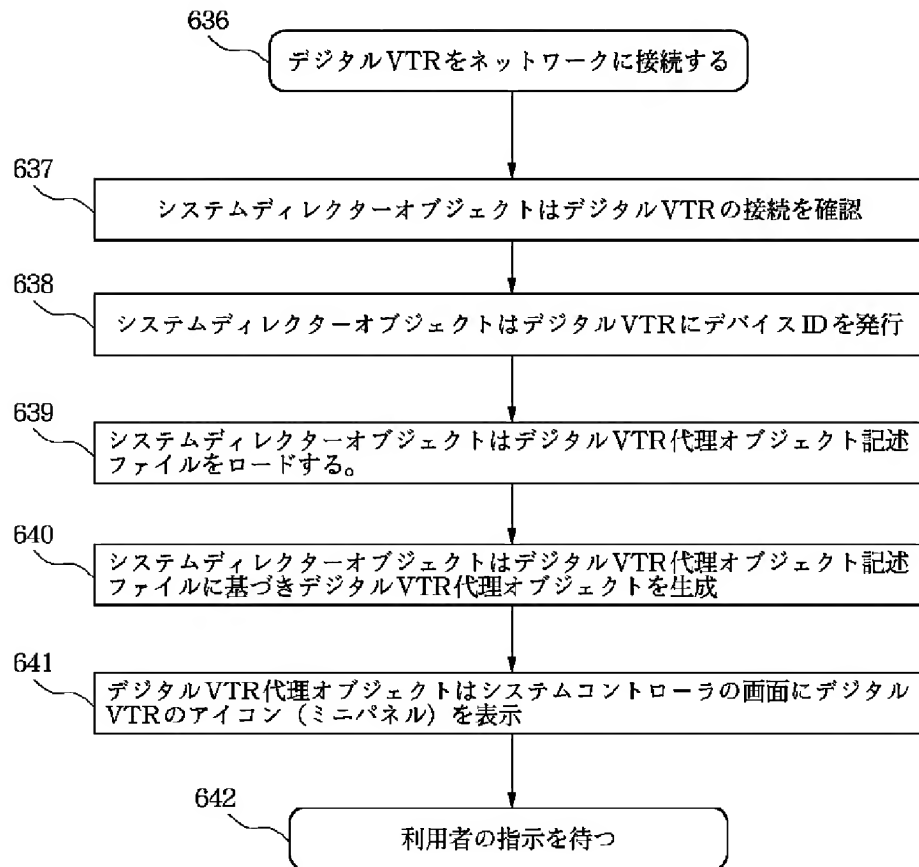 636
デジタルVTRをネットワークに接続する
637
システムディレクターオブジェクトはデジタルVTRの接続を確認
638
システムディレクターオブジェクトはデジタルVTRにデバイスIDを発行
639
システムディレクターオブジェクトはデジタルVTR代理オブジェクト記述
ファイルをロードする。
640
システムディレクターオブジェクトはデジタルVTR代理オブジェクト記述
ファイルに基づきデジタルVTR代理オブジェクトを生成
641
デジタルVTR代理オブジェクトはシステムコントローラの画面にデジタル
VTRのアイコン（ミニパネル）を表示
642
利用者の指示を待つ